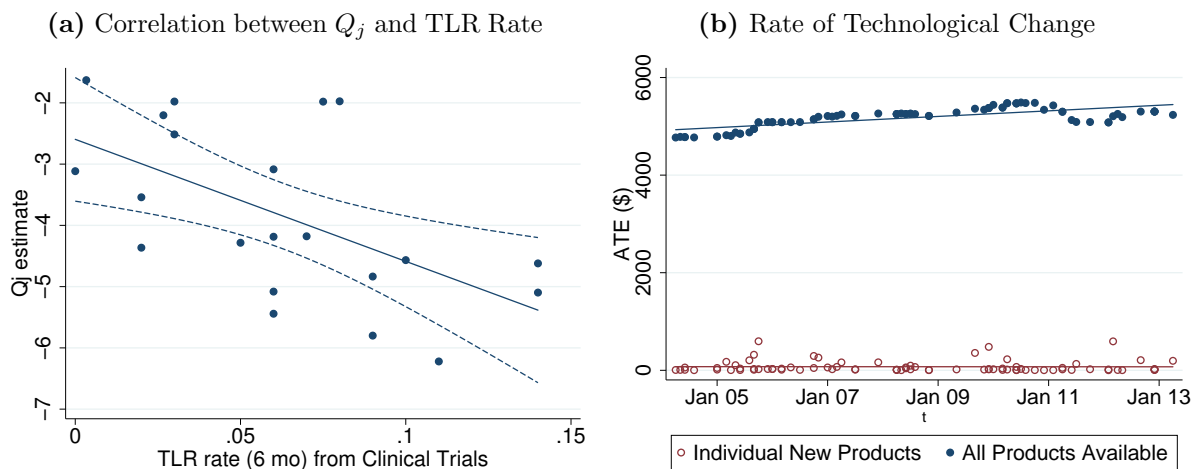 (a) Correlation between Qj and TLR Rate
-2
-3
-4
-5
-6
-7
Qj estimate
0
.05
.1
.15
TLR rate (6 mo) from Clinical Trials
(b) Rate of Technological Change
6000
4000
2000
0
ATE ($)
Jan 05
Jan 07
Jan 09
Jan 11
Jan 13
t
Individual New Products
All Products Available